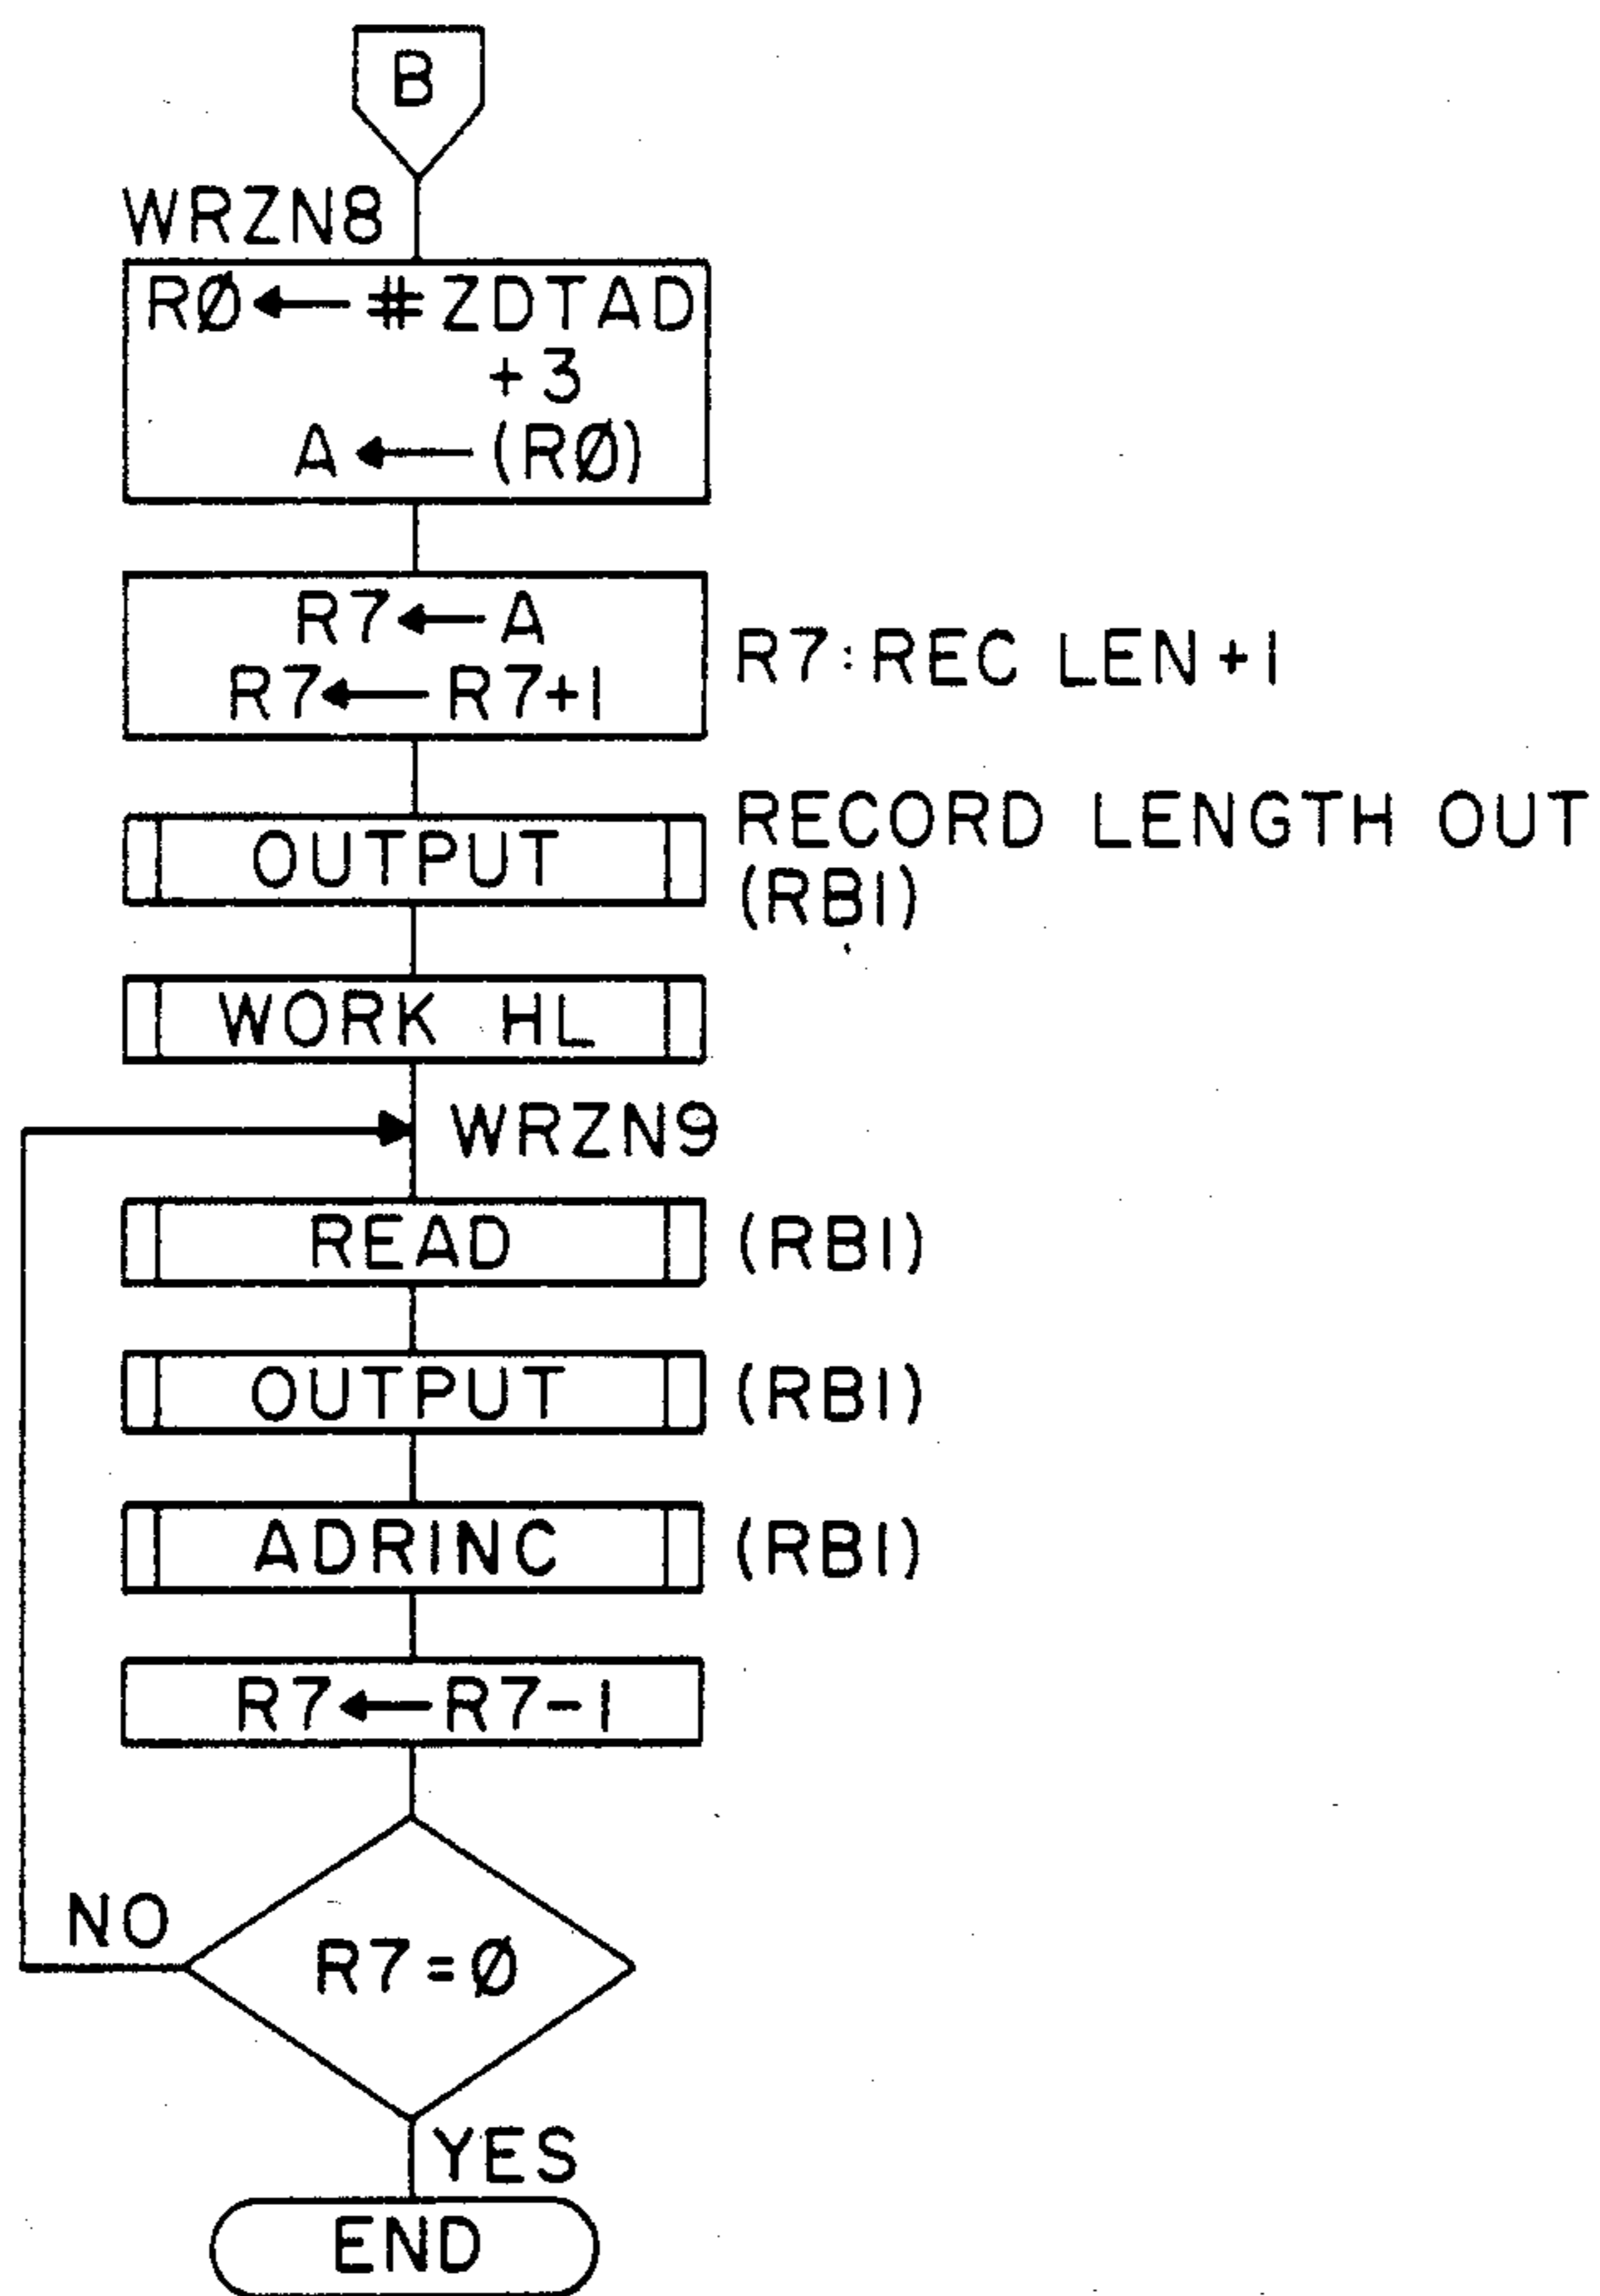 B
WRZN8
RØ ← #ZDTAD
+3
A ← (RØ)
R7 ← A
R7 ← R7+1
R7: REC LEN+1
OUTPUT
RECORD LENGTH OUT
(RB1)
WORK HL
WRZN9
READ
(RB1)
OUTPUT
(RB1)
ADRINC
(RB1)
R7 ← R7-1
NO
R7=Ø
YES
END